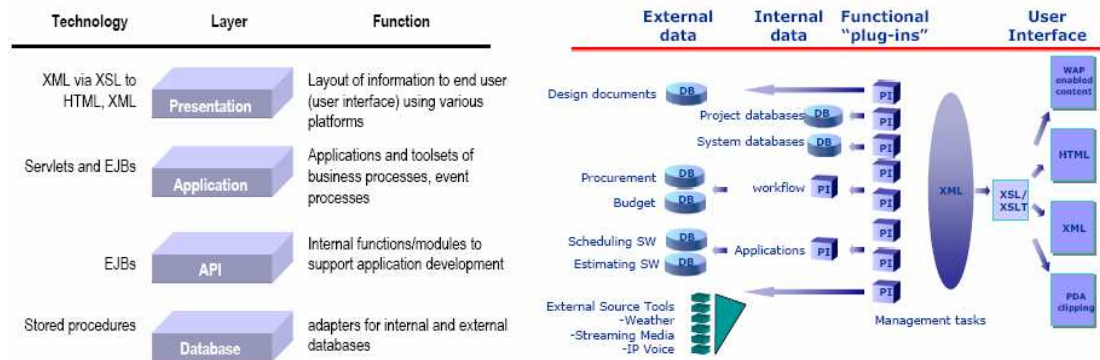 Technology Layer Function
XML via XSL to
HTML, XML
Presentation
Layout of information to end user
(user interface) using various
platforms
Servlets and EJBs
Application
Applications and toolsets of
business processes, event
processes
EJBs
API
Internal functions/modules to
support application development
Stored procedures
Database
adapters for internal and external
databases
External
data
Internal
data
Functional
“plug-ins”
User
Interface
Design documents
DB
PI
Project databases
DB
PI
System databases
DB
PI
Procurement
DB
Budget
DB
workflow
PI
PI
PI
Scheduling SW
DB
Estimating SW
DB
Applications
PI
PI
PI
External Source Tools
-Weather
-Streaming Media
-IP Voice
PI
Management tasks
XML
XSL/
XSLT
WAP
enabled
content
HTML
XML
PDA
clipping